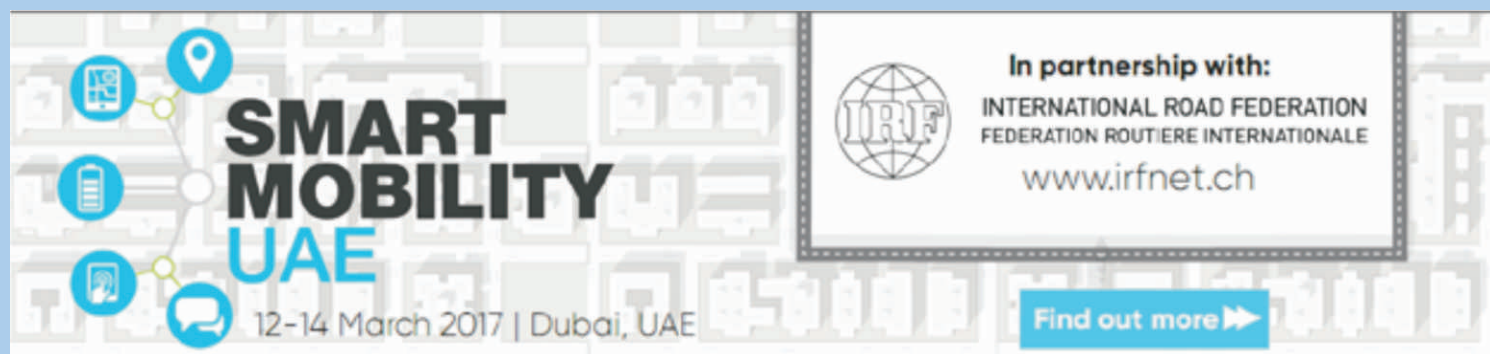 SMART
MOBILITY
UAE
12-14 March 2017 | Dubai, UAE
In partnership with:
IRF
INTERNATIONAL ROAD FEDERATION
FEDERATION ROUTIERE INTERNATIONALE
www.irfnet.ch
Find out more